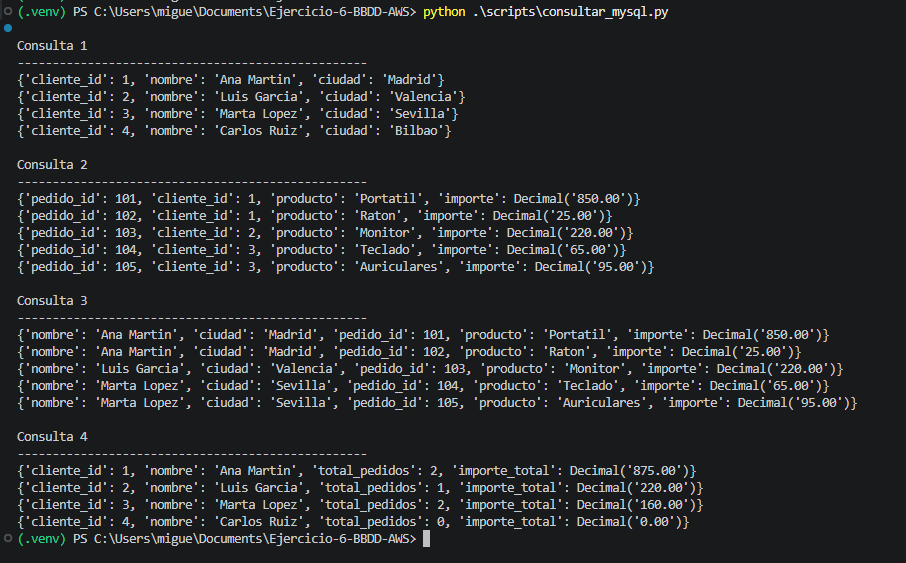 (.venv) PS C:\Users\migue\Documents\Ejercicio-6-BBDD-AWS> python .\scripts\consultar_mysql.py
Consulta 1
--------------------------------------------------
{'cliente_id': 1, 'nombre': 'Ana Martin', 'ciudad': 'Madrid'}
{'cliente_id': 2, 'nombre': 'Luis Garcia', 'ciudad': 'Valencia'}
{'cliente_id': 3, 'nombre': 'Marta Lopez', 'ciudad': 'Sevilla'}
{'cliente_id': 4, 'nombre': 'Carlos Ruiz', 'ciudad': 'Bilbao'}
Consulta 2
--------------------------------------------------
{'pedido_id': 101, 'cliente_id': 1, 'producto': 'Portatil', 'importe': Decimal('850.00')}
{'pedido_id': 102, 'cliente_id': 1, 'producto': 'Raton', 'importe': Decimal('25.00')}
{'pedido_id': 103, 'cliente_id': 2, 'producto': 'Monitor', 'importe': Decimal('220.00')}
{'pedido_id': 104, 'cliente_id': 3, 'producto': 'Teclado', 'importe': Decimal('65.00')}
{'pedido_id': 105, 'cliente_id': 3, 'producto': 'Auriculares', 'importe': Decimal('95.00')}
Consulta 3
--------------------------------------------------
{'nombre': 'Ana Martin', 'ciudad': 'Madrid', 'pedido_id': 101, 'producto': 'Portatil', 'importe': Decimal('850.00')}
{'nombre': 'Ana Martin', 'ciudad': 'Madrid', 'pedido_id': 102, 'producto': 'Raton', 'importe': Decimal('25.00')}
{'nombre': 'Luis Garcia', 'ciudad': 'Valencia', 'pedido_id': 103, 'producto': 'Monitor', 'importe': Decimal('220.00')}
{'nombre': 'Marta Lopez', 'ciudad': 'Sevilla', 'pedido_id': 104, 'producto': 'Teclado', 'importe': Decimal('65.00')}
{'nombre': 'Marta Lopez', 'ciudad': 'Sevilla', 'pedido_id': 105, 'producto': 'Auriculares', 'importe': Decimal('95.00')}
Consulta 4
--------------------------------------------------
{'cliente_id': 1, 'nombre': 'Ana Martin', 'total_pedidos': 2, 'importe_total': Decimal('875.00')}
{'cliente_id': 2, 'nombre': 'Luis Garcia', 'total_pedidos': 1, 'importe_total': Decimal('220.00')}
{'cliente_id': 3, 'nombre': 'Marta Lopez', 'total_pedidos': 2, 'importe_total': Decimal('160.00')}
{'cliente_id': 4, 'nombre': 'Carlos Ruiz', 'total_pedidos': 0, 'importe_total': Decimal('0.00')}
(.venv) PS C:\Users\migue\Documents\Ejercicio-6-BBDD-AWS>